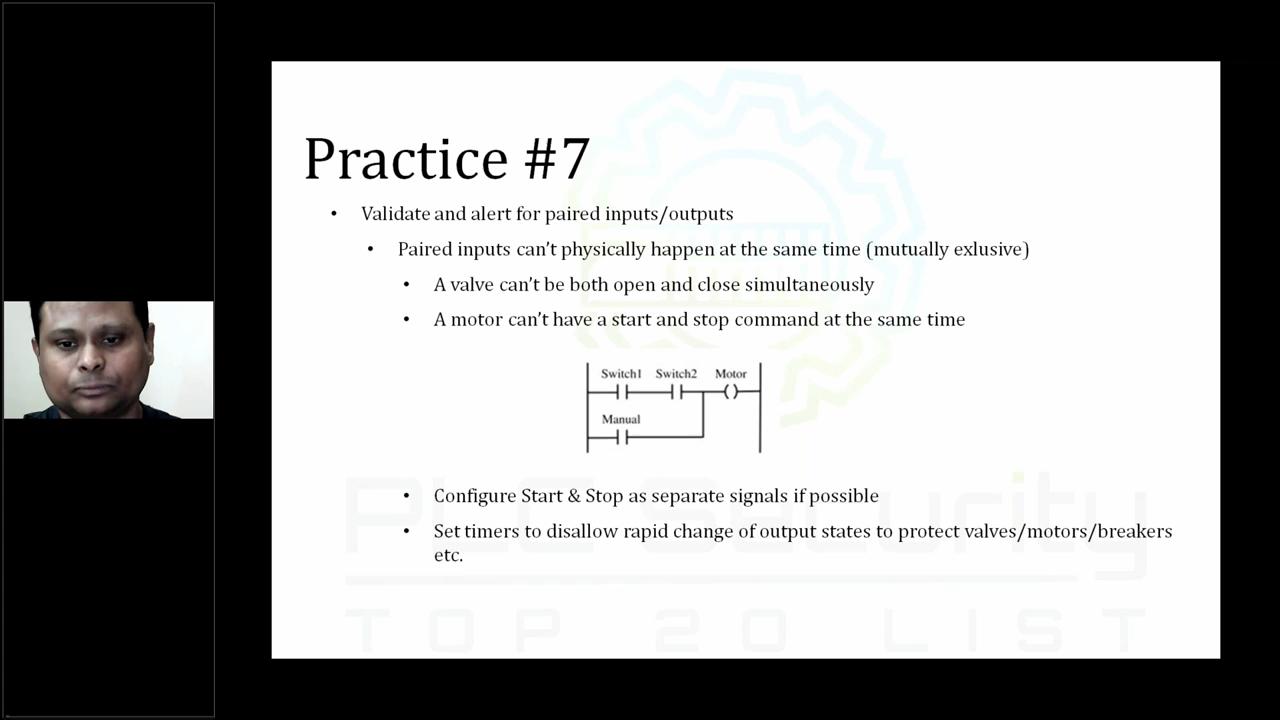 Practice #7
• Validate and alert for paired inputs/outputs
• Paired inputs can't physically happen at the same time (mutually exlusive)
• A valve can't be both open and close simultaneously
• A motor can't have a start and stop command at the same time
Switch1 Switch2 Motor
Manual
• Configure Start & Stop as separate signals if possible
• Set timers to disallow rapid change of output states to protect valves/motors/breakers
etc.
PLC Security
TOP 20 LIST